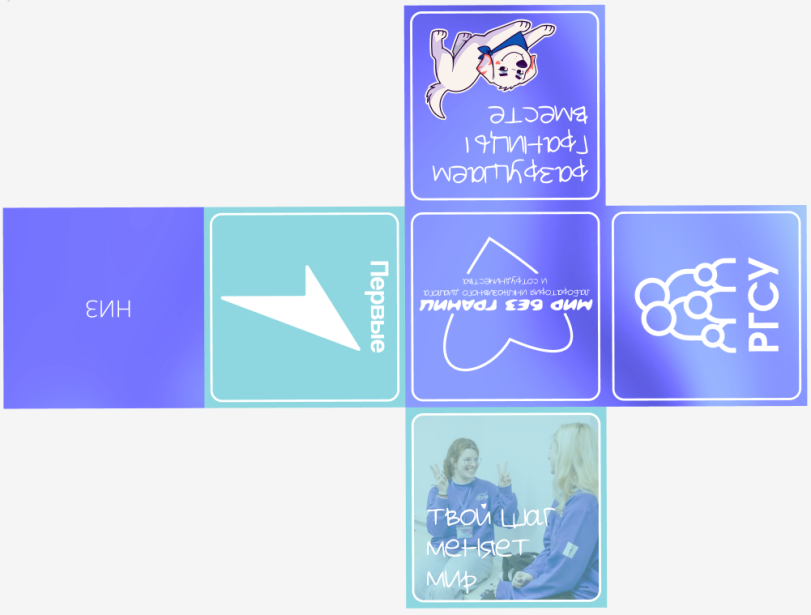 разрушаем
границы
вместе
низ
Первые
МИР БЕЗ ГРАНИЦ
лаборатория инклюзивного диалога
и сотрудничества
РГСУ
твой шаг
меняет
мир